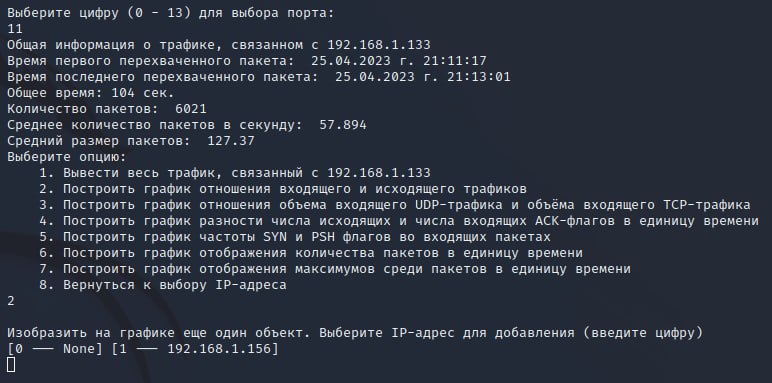 Выберите цифру (0 - 13) для выбора порта:
11
Общая информация о трафике, связанном с 192.168.1.133
Время первого перехваченного пакета:  25.04.2023 г. 21:11:17
Время последнего перехваченного пакета:  25.04.2023 г. 21:13:01
Общее время: 104 сек.
Количество пакетов:  6021
Среднее количество пакетов в секунду:  57.894
Средний размер пакетов:  127.37
Выберите опцию:
    1. Вывести весь трафик, связанный с 192.168.1.133
    2. Построить график отношения входящего и исходящего трафиков
    3. Построить график отношения объема входящего UDP-трафика и объёма входящего TCP-трафика
    4. Построить график разности числа исходящих и числа входящих ACK-флагов в единицу времени
    5. Построить график частоты SYN и PSH флагов во входящих пакетах
    6. Построить график отображения количества пакетов в единицу времени
    7. Построить график отображения максимумов среди пакетов в единицу времени
    8. Вернуться к выбору IP-адреса
2
Изобразить на графике еще один объект. Выберите IP-адрес для добавления (введите цифру)
[0 --- None] [1 --- 192.168.1.156]